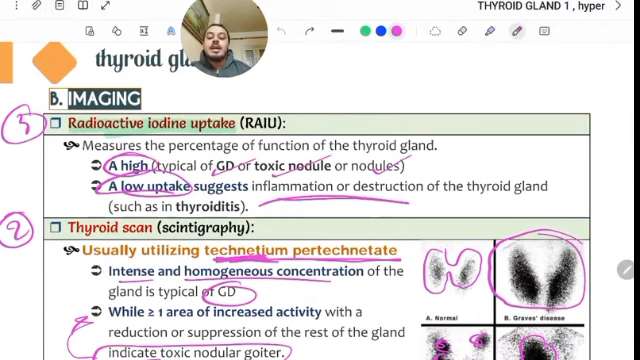 THYROID GLAND 1 , hyper
thyroid gla
B. IMAGING
5
Radioactive iodine uptake (RAIU):
Measures the percentage of function of the thyroid gland.
A high (typical of GD or toxic nodule or nodules)
A low uptake suggests inflammation or destruction of the thyroid gland
(such as in thyroiditis).
2
Thyroid scan (scintigraphy)
Usually utilizing technetium pertechnetate
Intense and homogeneous concentration of the
gland is typical of GD
While ≥ 1 area of increased activity with a
reduction or suppression of the rest of the gland
indicate toxic nodular goiter.
A. Normal
B. Graves' disease